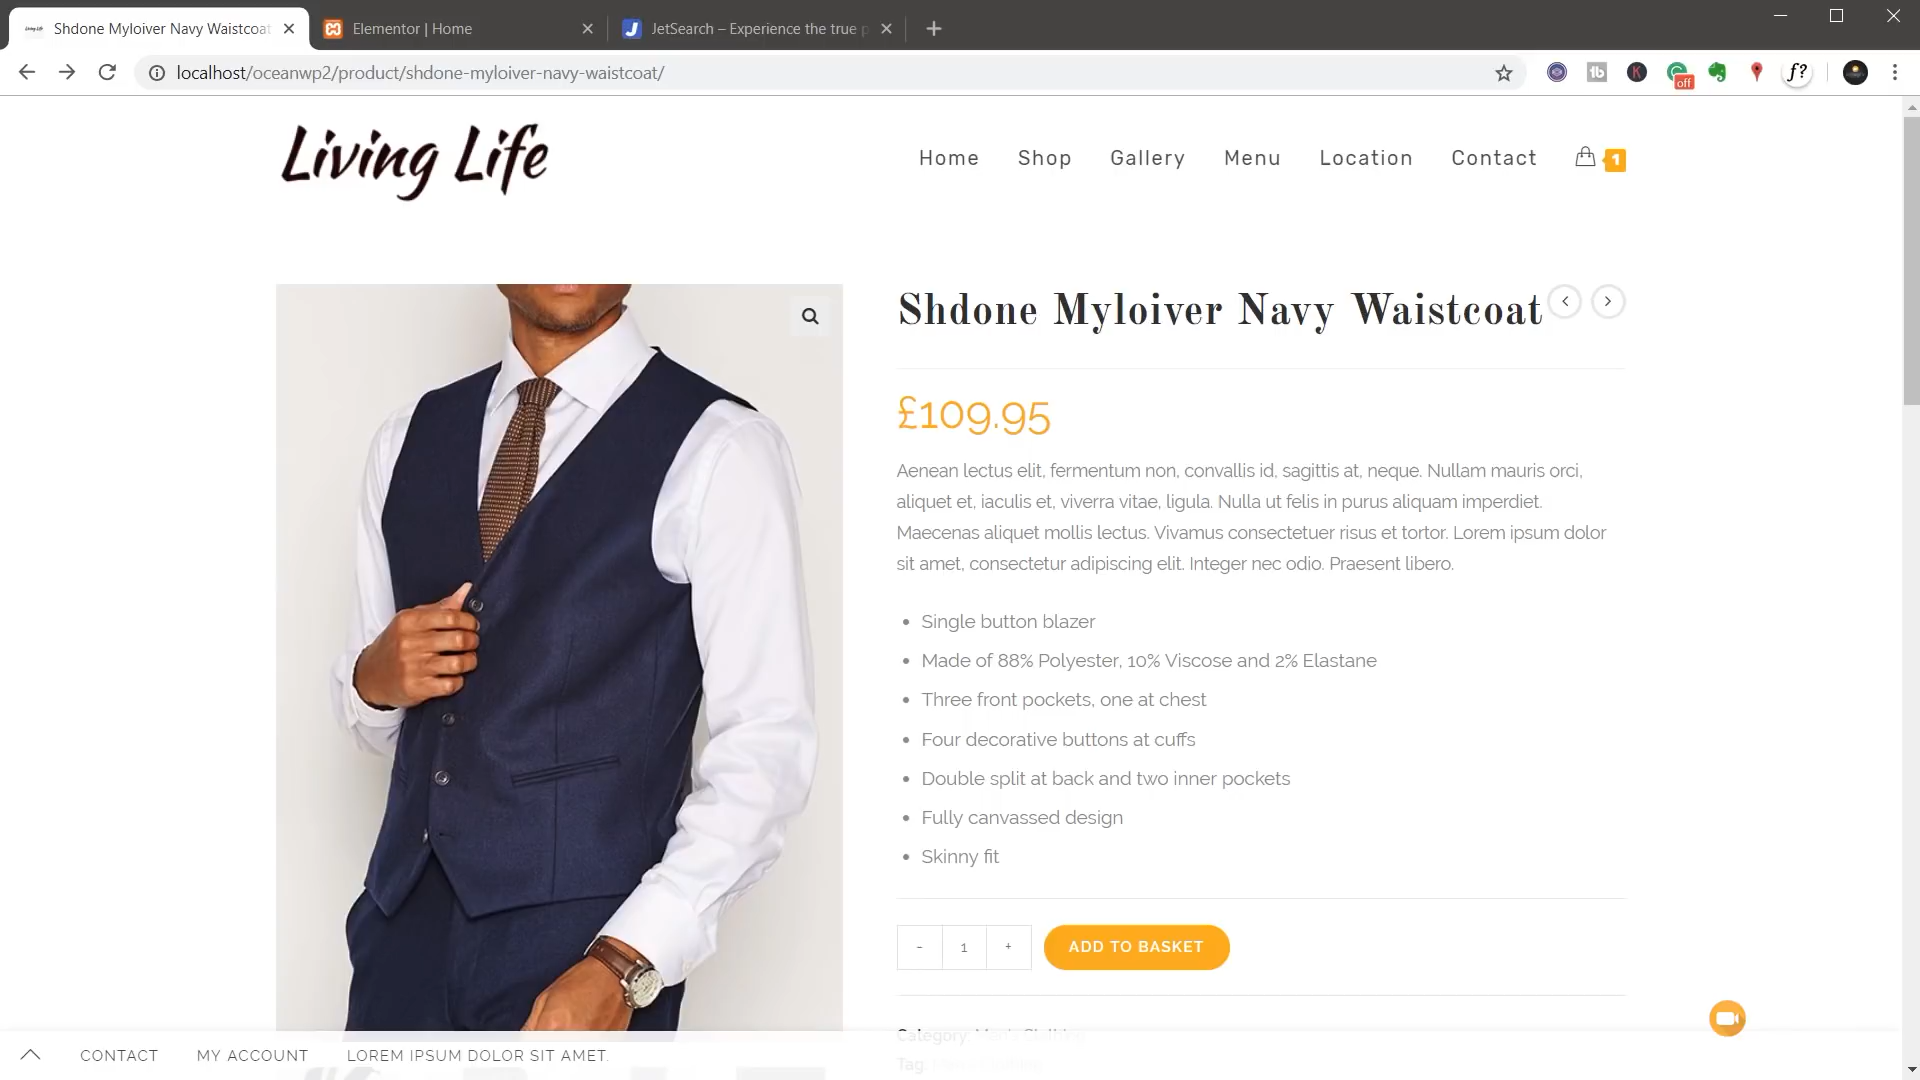 Shdone Myloiver Navy Waistcoat
Elementor | Home
JetSearch – Experience the true p
localhost/oceanwp2/product/shdone-myloiver-navy-waistcoat/
off
f?
Living Life
Home
Shop
Gallery
Menu
Location
Contact
1
Shdone Myloiver Navy Waistcoat
£109.95
Aenean lectus elit, fermentum non, convallis id, sagittis at, neque. Nullam mauris orci,
aliquet et, iaculis et, viverra vitae, ligula. Nulla ut felis in purus aliquam imperdiet.
Maecenas aliquet mollis lectus. Vivamus consectetuer risus et tortor. Lorem ipsum dolor
sit amet, consectetur adipiscing elit. Integer nec odio. Praesent libero.
• Single button blazer
• Made of 88% Polyester, 10% Viscose and 2% Elastane
• Three front pockets, one at chest
• Four decorative buttons at cuffs
• Double split at back and two inner pockets
• Fully canvassed design
• Skinny fit
- 1 +
ADD TO BASKET
Category: Men's Clothing
Tag:
CONTACT
MY ACCOUNT
LOREM IPSUM DOLOR SIT AMET.